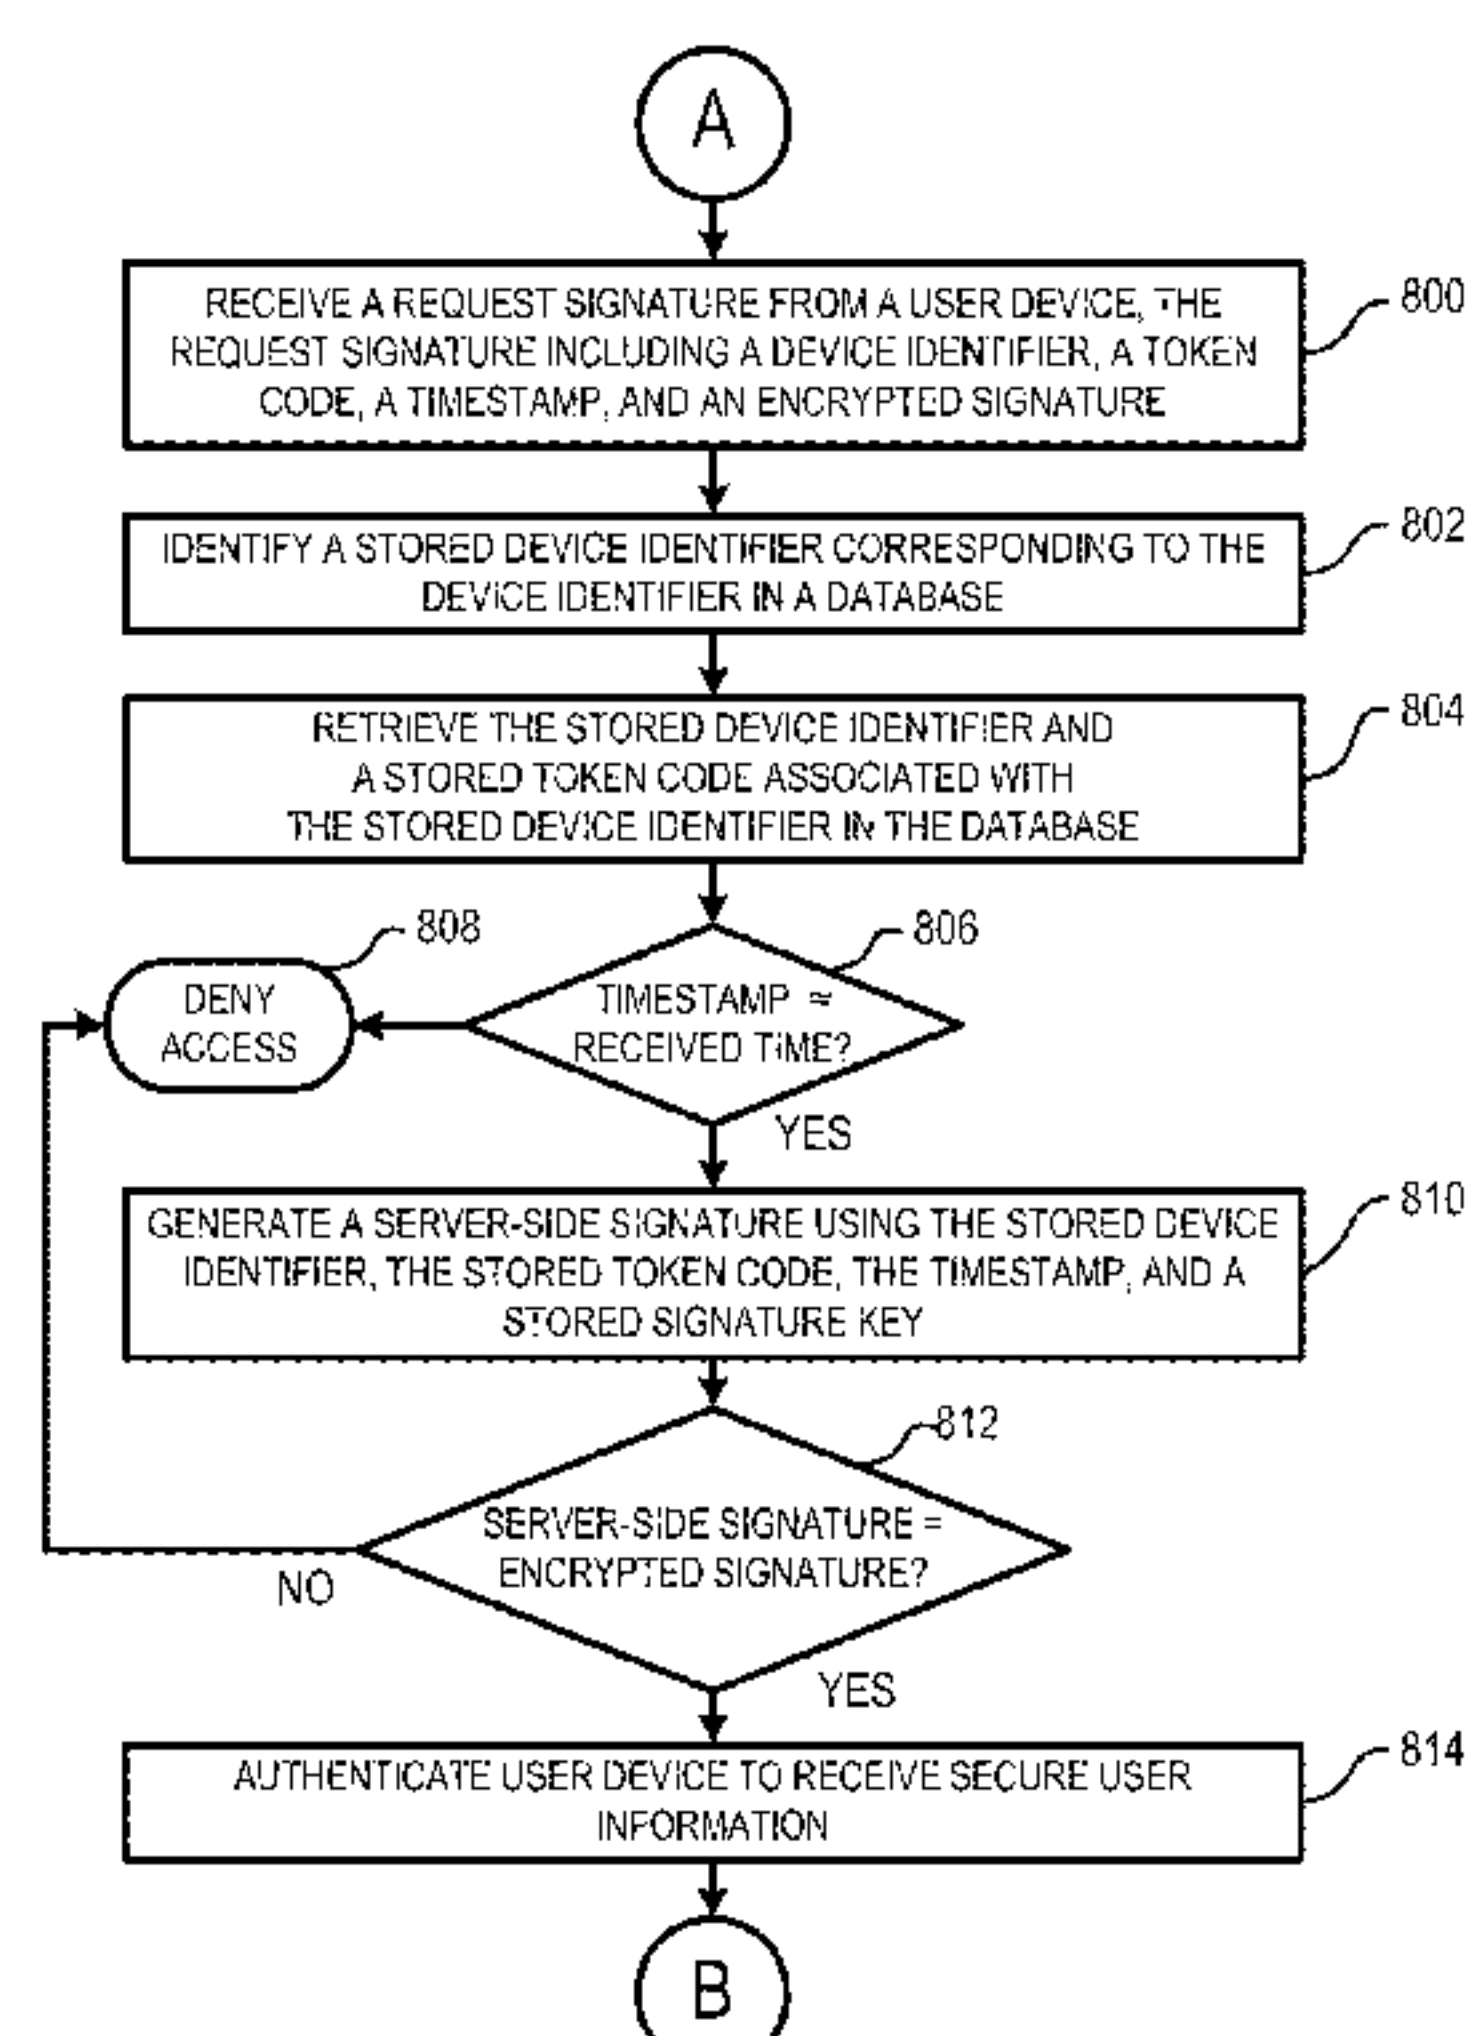 A
RECEIVE A REQUEST SIGNATURE FROM A USER DEVICE, THE
REQUEST SIGNATURE INCLUDING A DEVICE IDENTIFIER, A TOKEN
CODE, A TIMESTAMP, AND AN ENCRYPTED SIGNATURE
800
IDENTIFY A STORED DEVICE IDENTIFIER CORRESPONDING TO THE
DEVICE IDENTIFIER IN A DATABASE
802
RETRIEVE THE STORED DEVICE IDENTIFIER AND
A STORED TOKEN CODE ASSOCIATED WITH
THE STORED DEVICE IDENTIFIER IN THE DATABASE
804
808
DENY
ACCESS
806
TIMESTAMP ≈
RECEIVED TIME?
YES
GENERATE A SERVER-SIDE SIGNATURE USING THE STORED DEVICE
IDENTIFIER, THE STORED TOKEN CODE, THE TIMESTAMP, AND A
STORED SIGNATURE KEY
810
812
SERVER-SIDE SIGNATURE =
ENCRYPTED SIGNATURE?
NO
YES
AUTHENTICATE USER DEVICE TO RECEIVE SECURE USER
INFORMATION
814
B